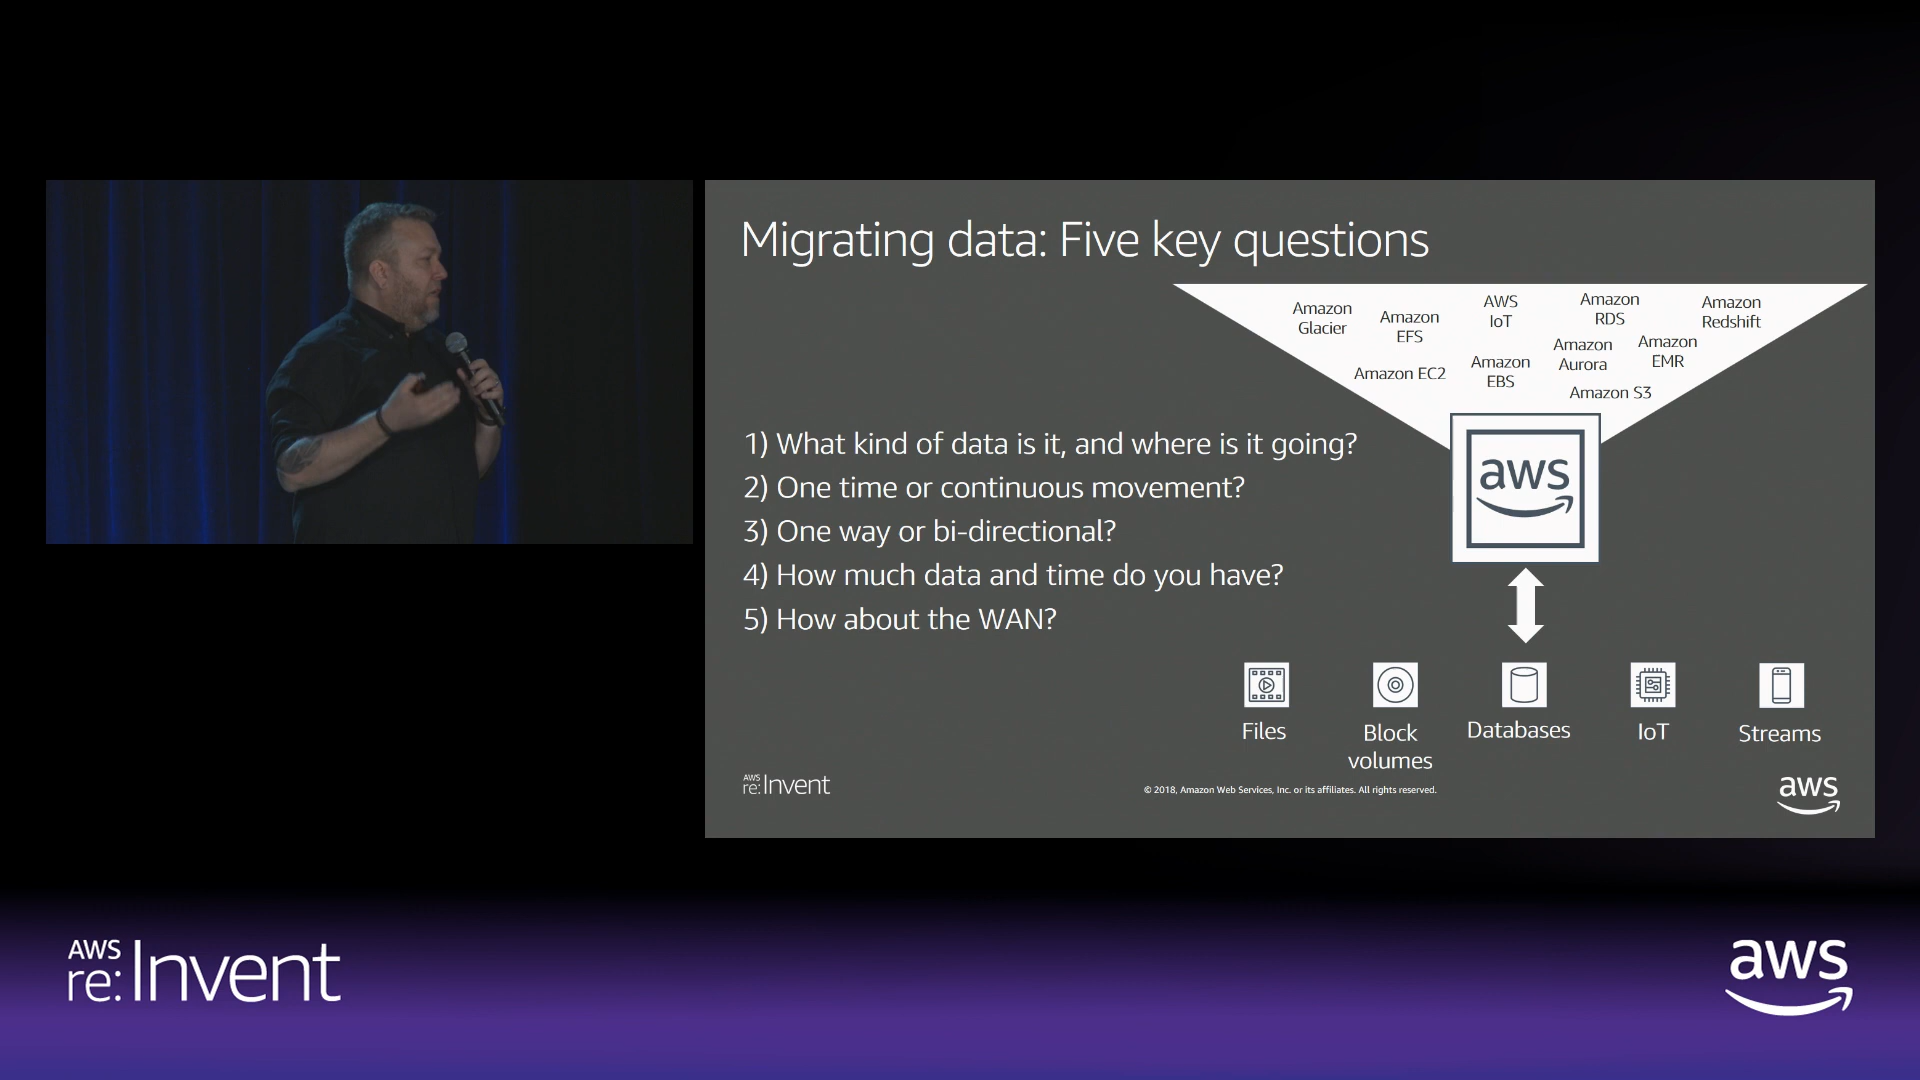 Migrating data: Five key questions
Amazon
Glacier
Amazon
EFS
AWS
IoT
Amazon
RDS
Amazon
Redshift
Amazon EC2
Amazon
EBS
Amazon
Aurora
Amazon
EMR
Amazon S3
aws
1) What kind of data is it, and where is it going?
2) One time or continuous movement?
3) One way or bi-directional?
4) How much data and time do you have?
5) How about the WAN?
Files
Block
volumes
Databases
IoT
Streams
AWS
re:Invent
© 2018, Amazon Web Services, Inc. or its affiliates. All rights reserved.
aws
AWS
re:Invent
aws